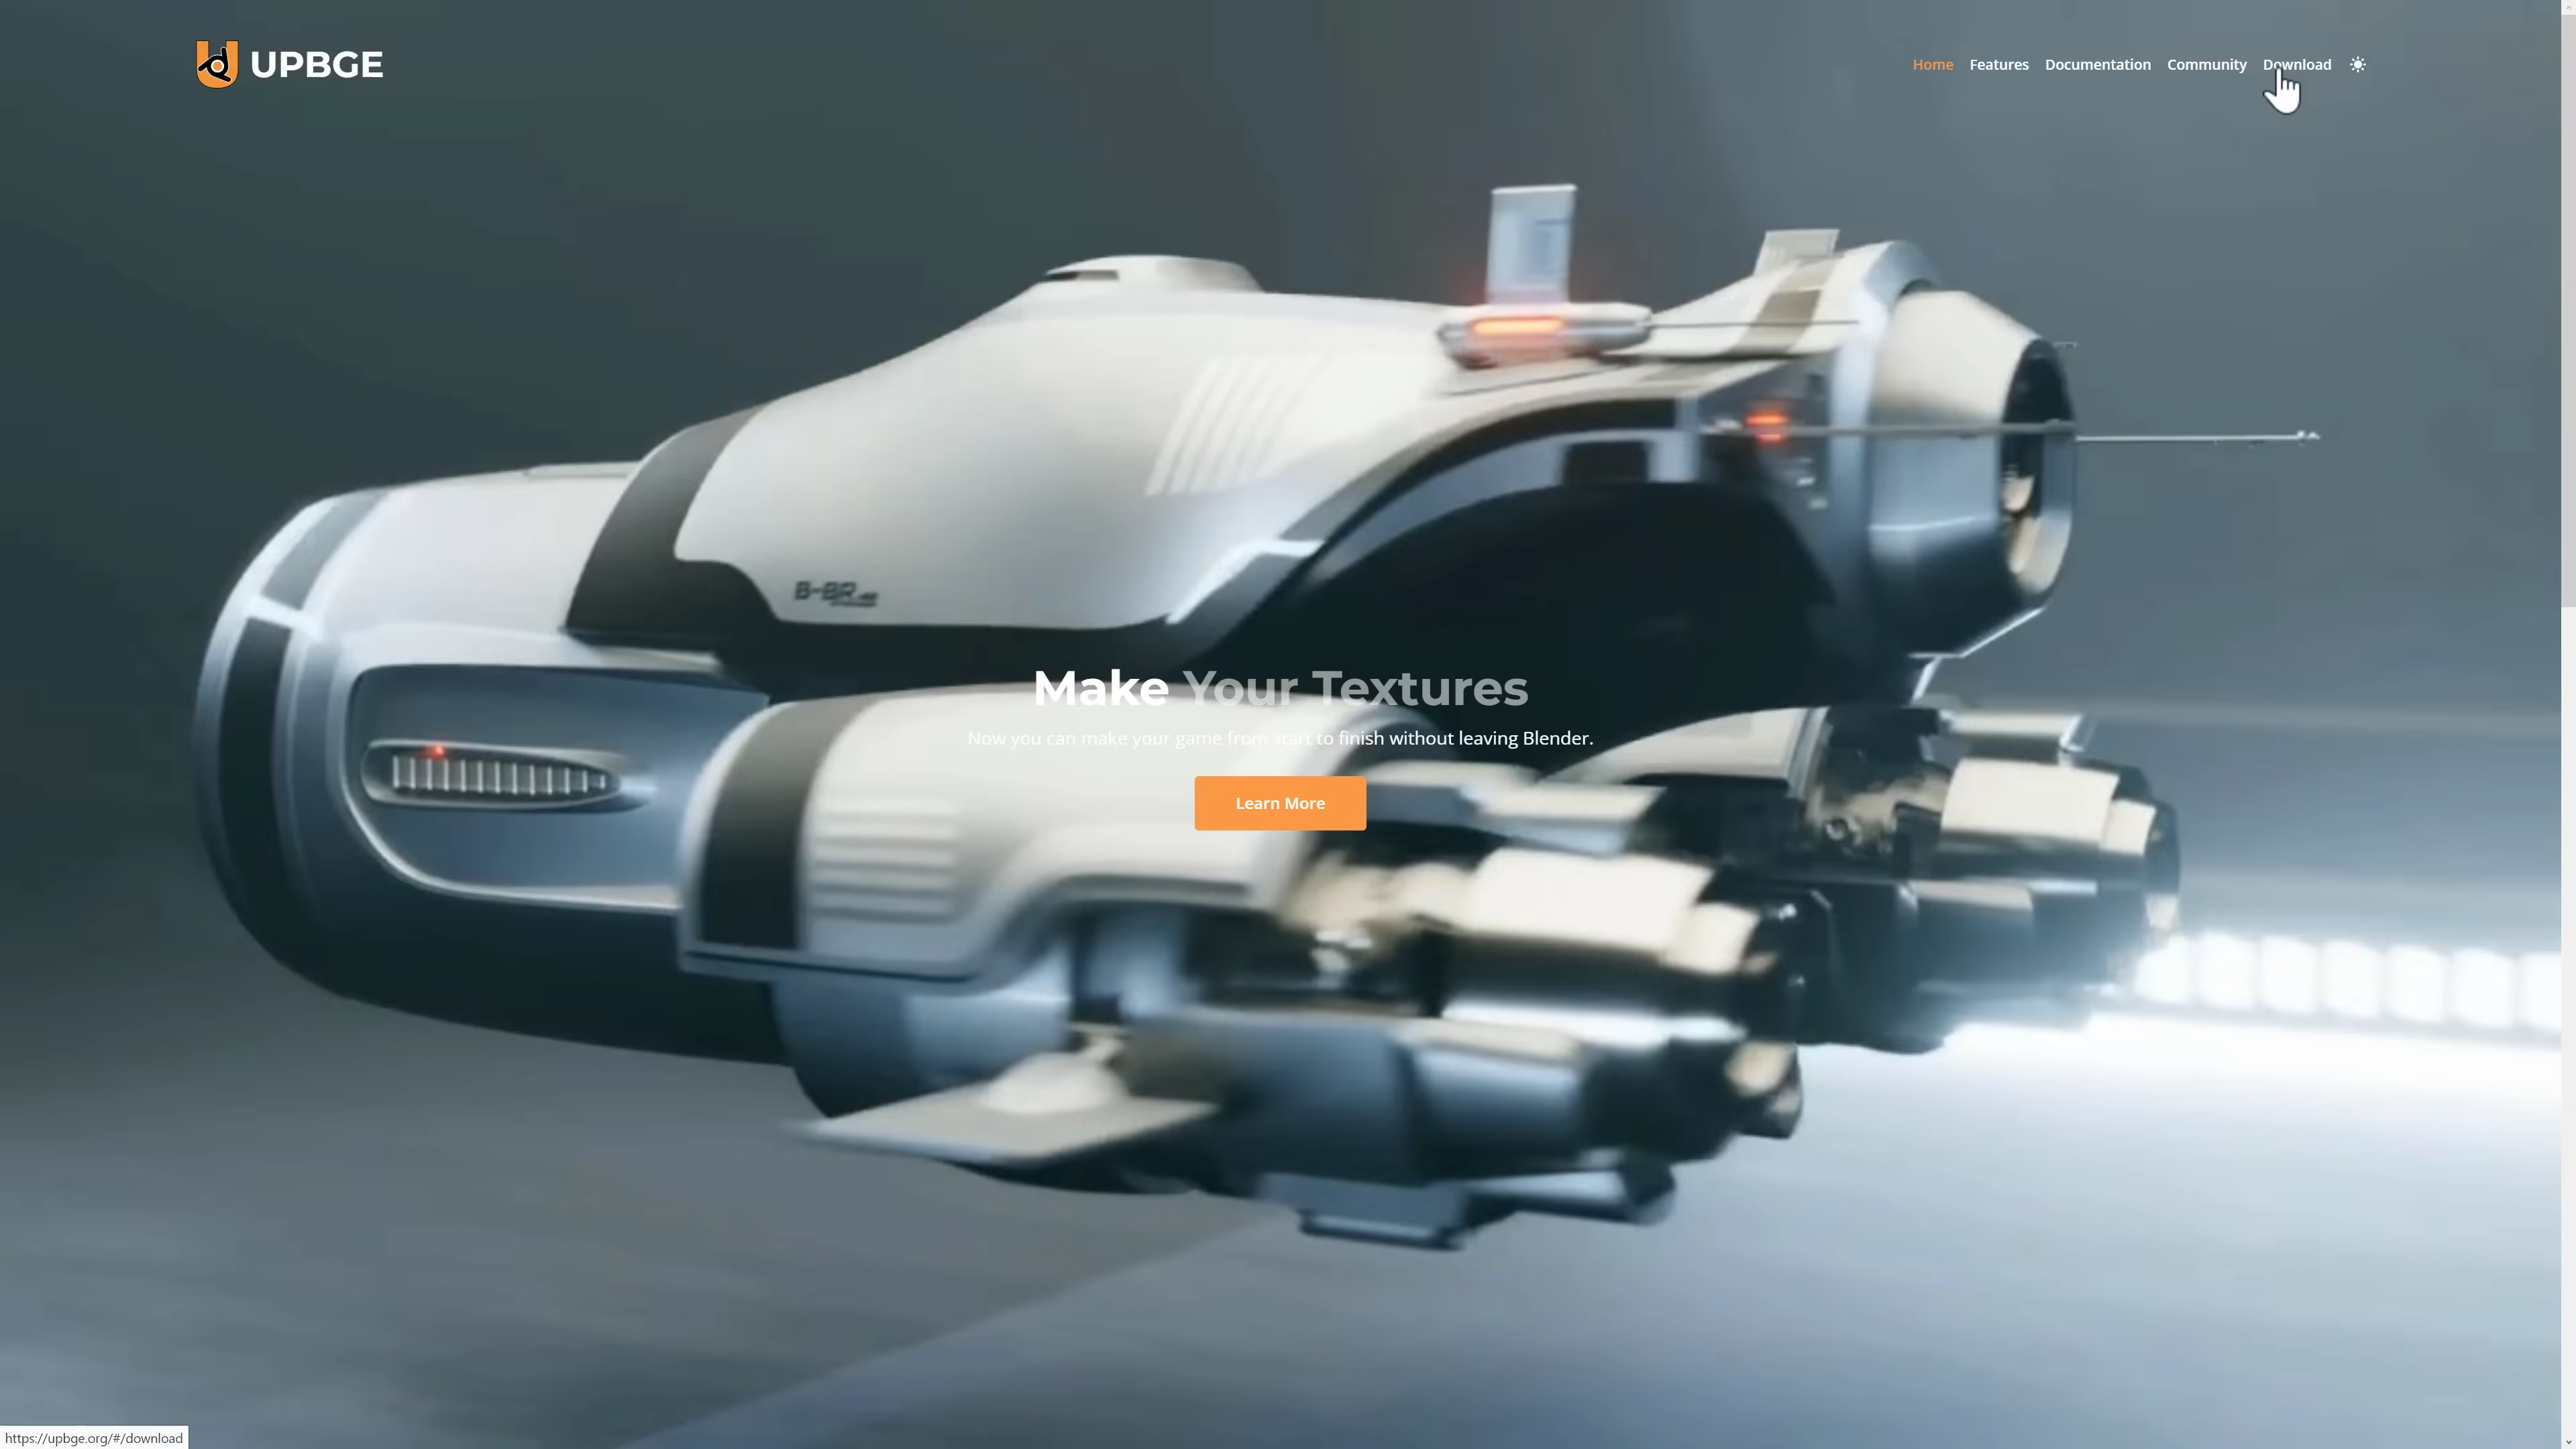 UPBGE
Home Features Documentation Community Download
B-BR
Make Your Textures
Now you can make your game from start to finish without leaving Blender.
Learn More
https://upbge.org/#/download